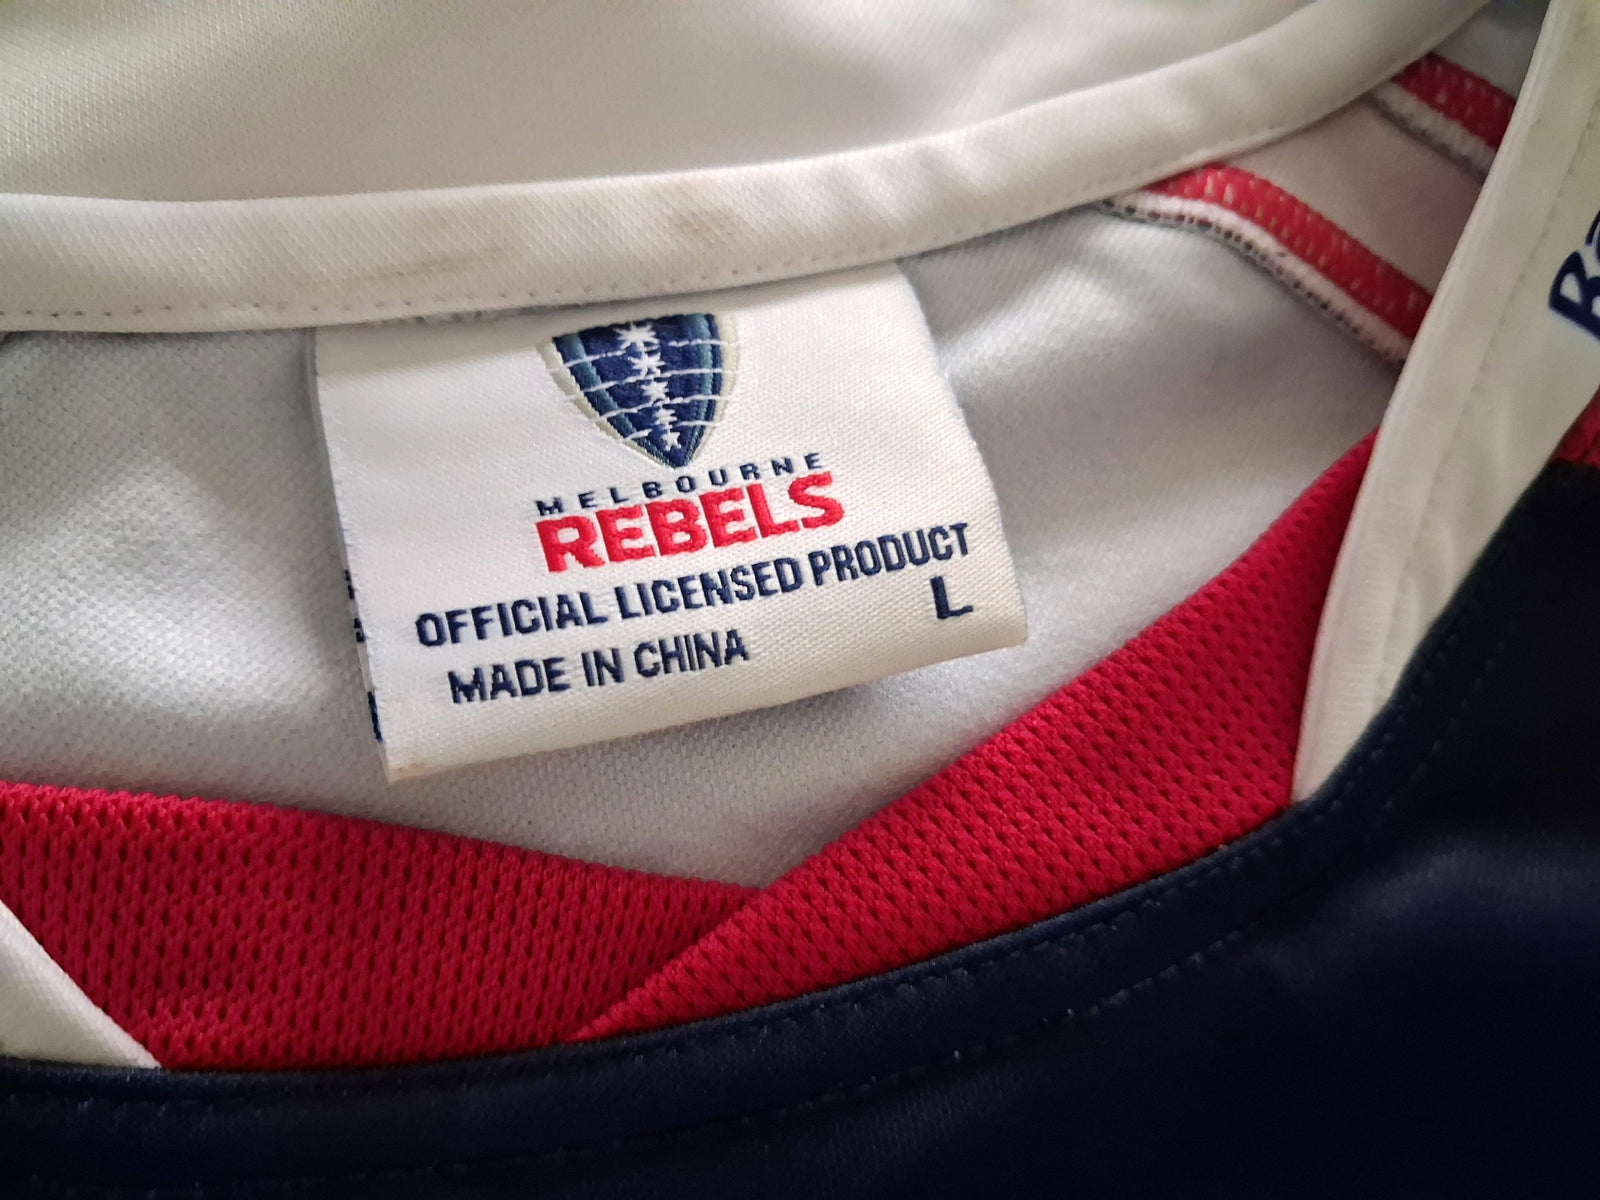 MELBOURNE
REBELS
OFFICIAL LICENSED PRODUCT
L
MADE IN CHINA